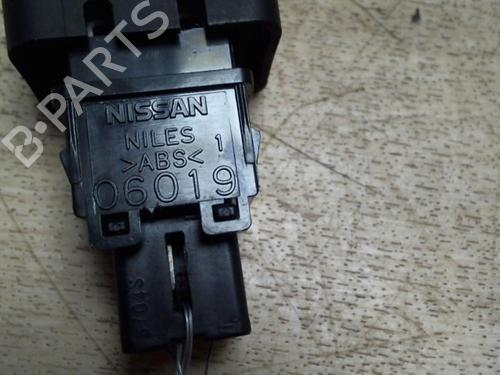 B-PARTS
NISSAN
NILES
>ABS< 1
06019